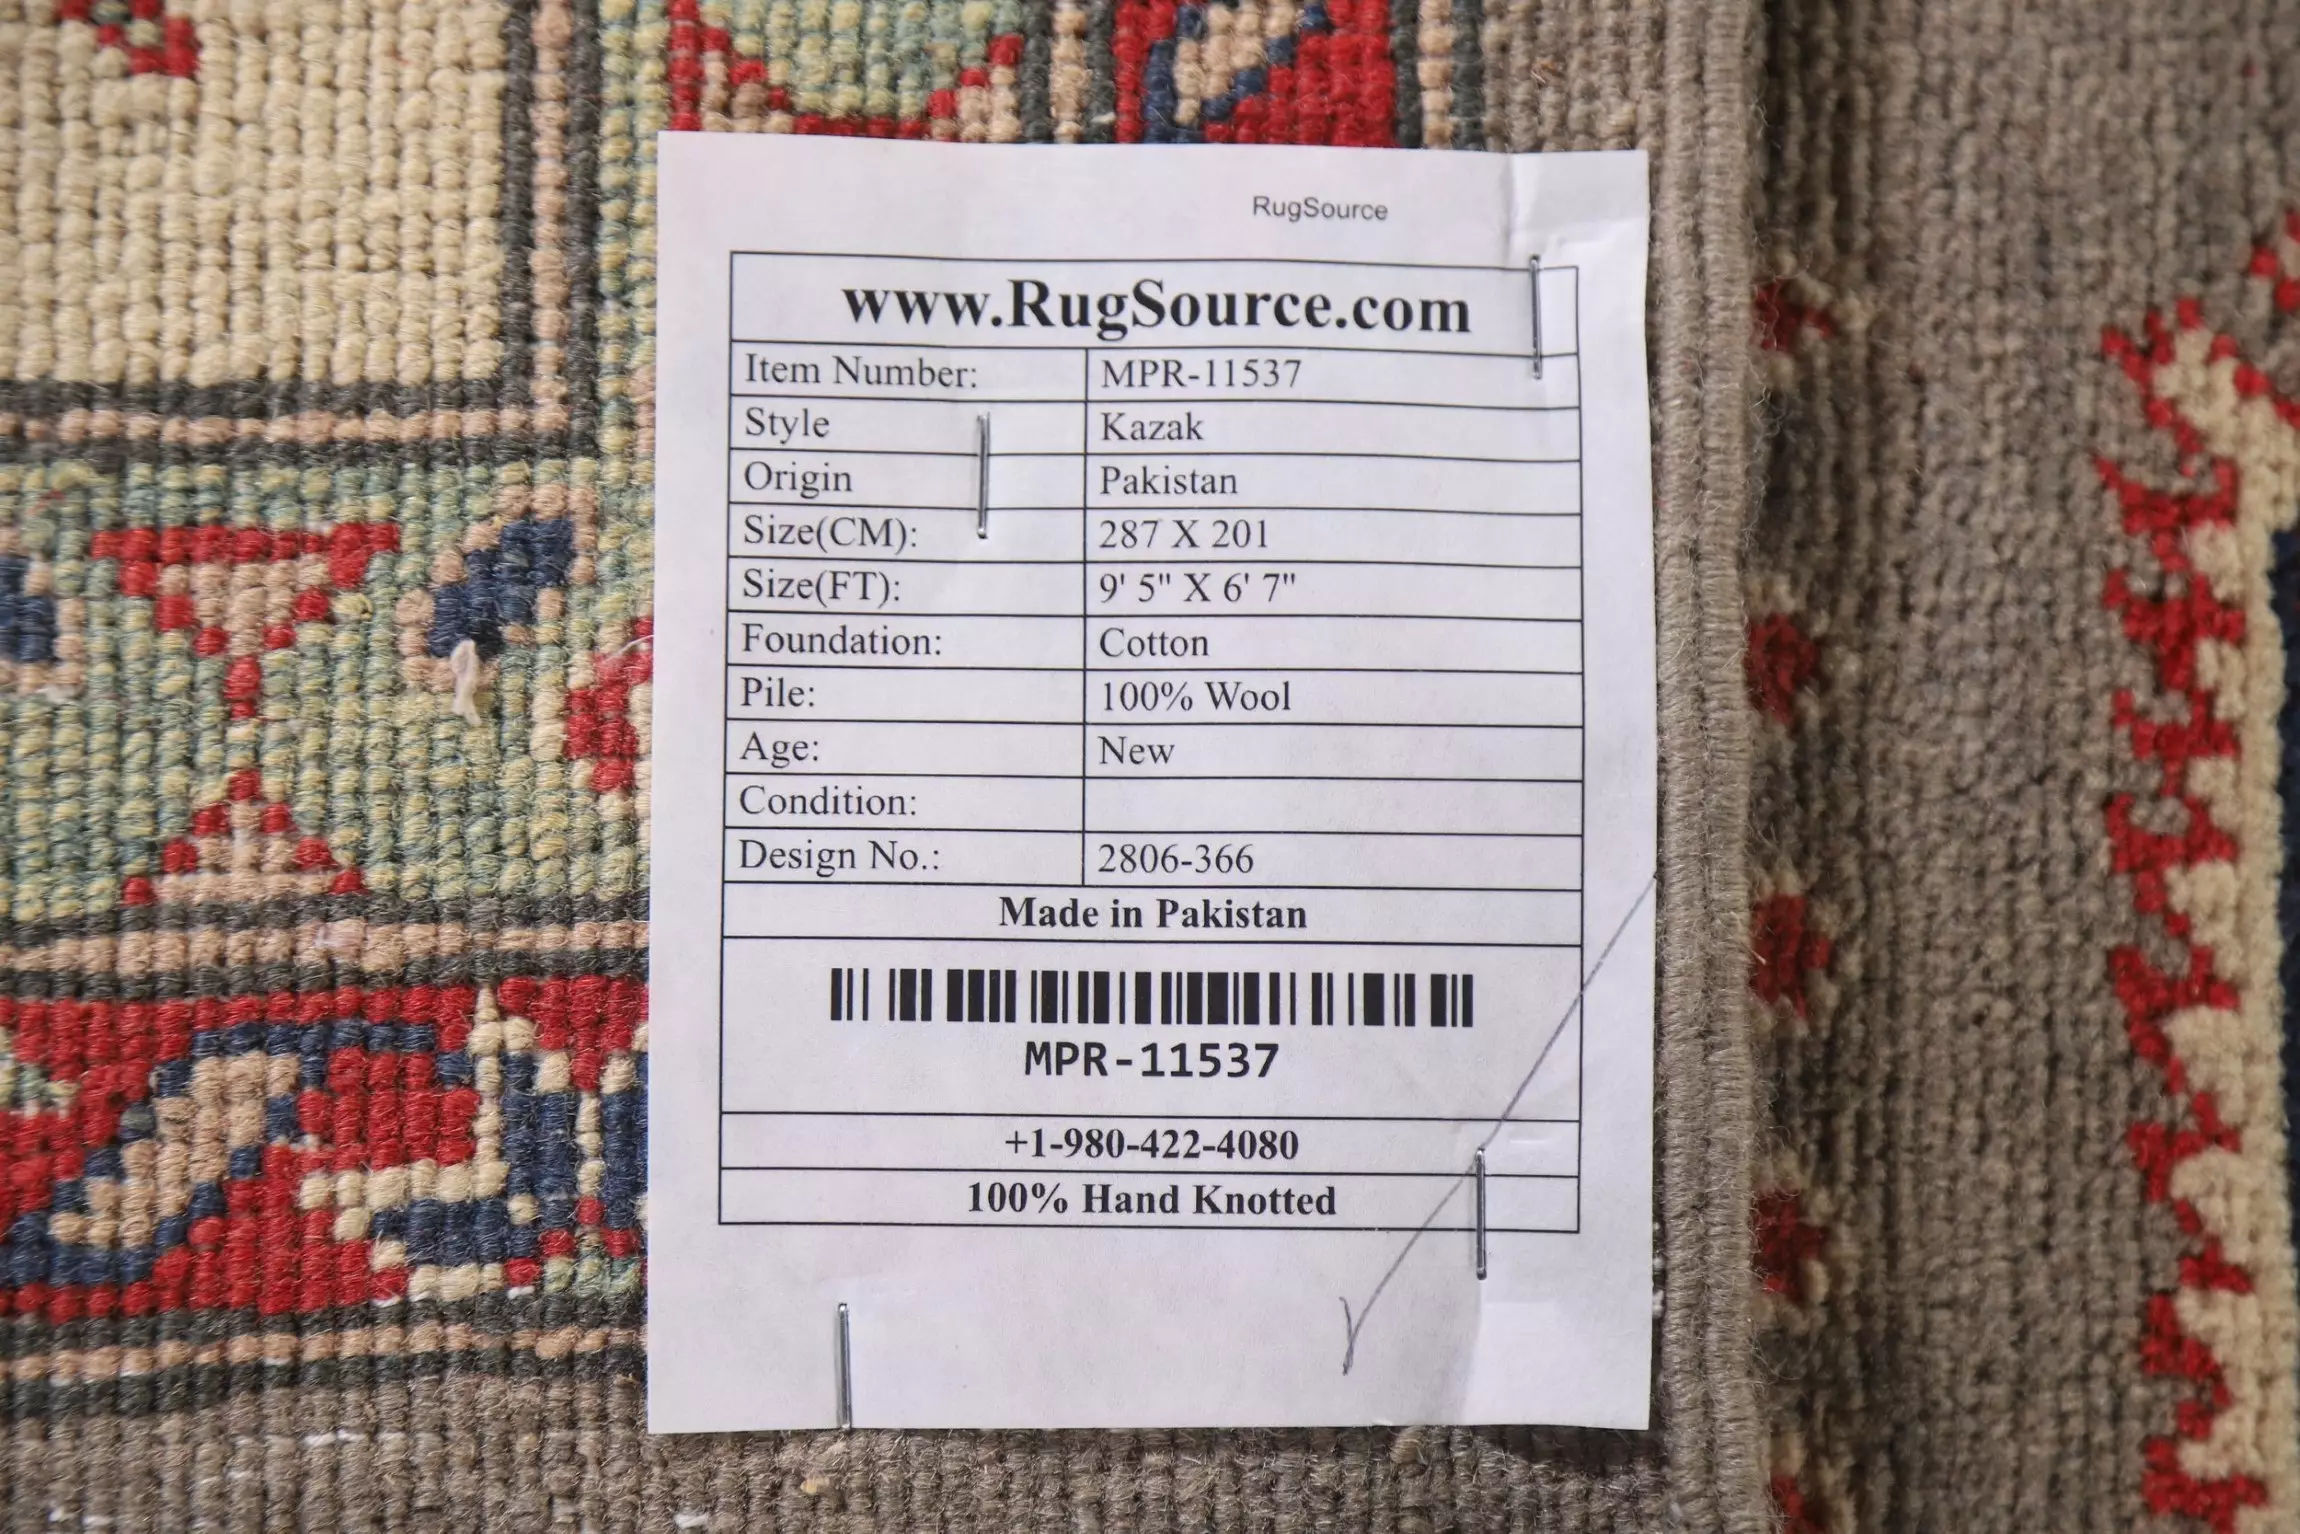 RugSource
www.RugSource.com
Item Number: MPR-11537
Style Kazak
Origin Pakistan
Size(CM): 287 X 201
Size(FT): 9' 5" X 6' 7"
Foundation: Cotton
Pile: 100% Wool
Age: New
Condition:
Design No.: 2806-366
Made in Pakistan
MPR-11537
+1-980-422-4080
100% Hand Knotted